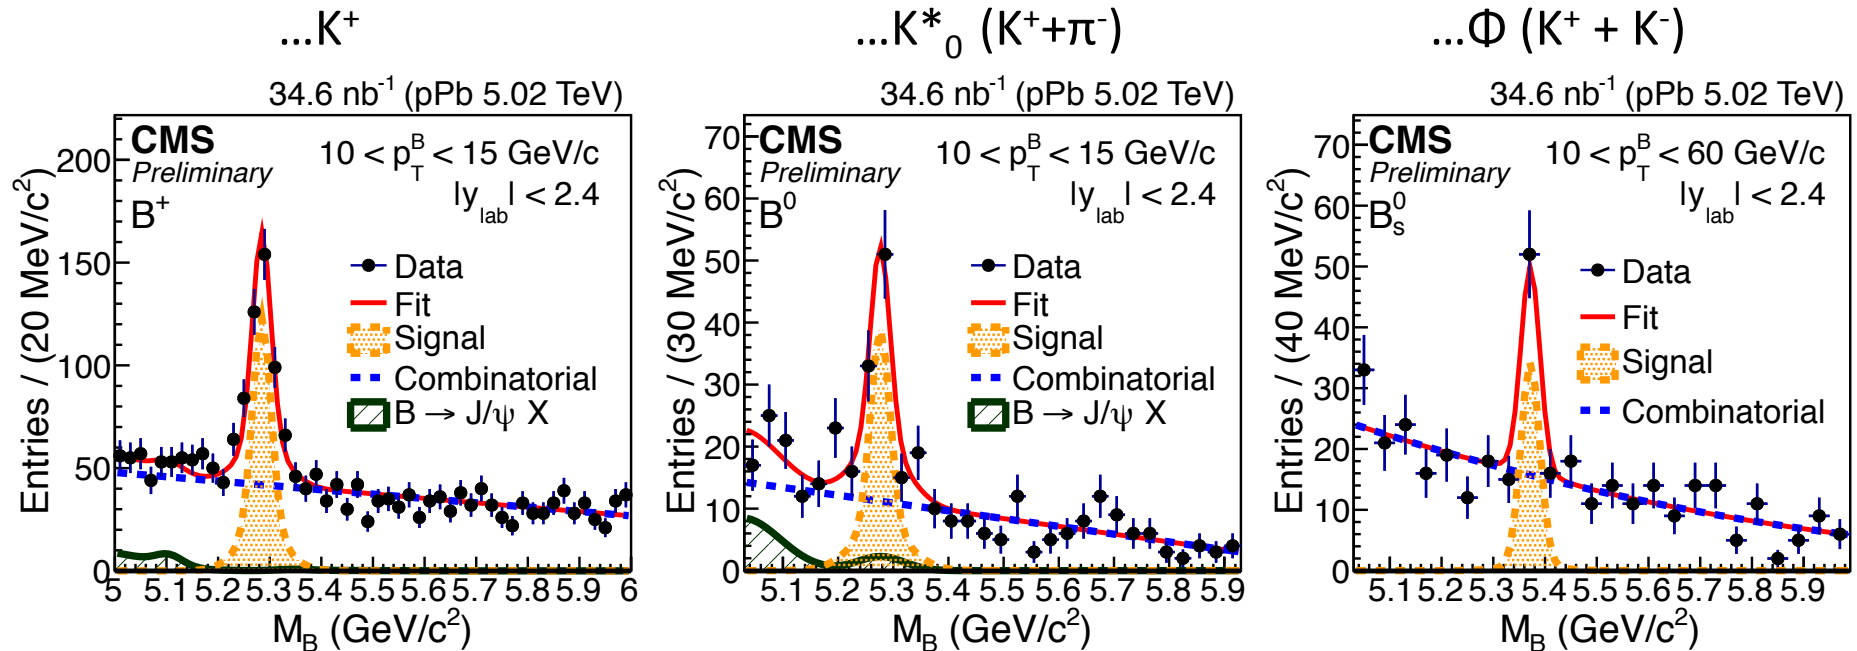 ...K⁺
34.6 nb⁻¹ (pPb 5.02 TeV)
CMS
Preliminary
B⁺
10 < p_T^B < 15 GeV/c
|y_lab| < 2.4
Data
Fit
Signal
Combinatorial
B → J/ψ X
Entries / (20 MeV/c²)
200
150
100
50
0
5 5.1 5.2 5.3 5.4 5.5 5.6 5.7 5.8 5.9 6
M_B (GeV/c²)
...K*₀ (K⁺+π⁻)
34.6 nb⁻¹ (pPb 5.02 TeV)
CMS
Preliminary
B⁰
10 < p_T^B < 15 GeV/c
|y_lab| < 2.4
Data
Fit
Signal
Combinatorial
B → J/ψ X
Entries / (30 MeV/c²)
70
60
50
40
30
20
10
0
5.1 5.2 5.3 5.4 5.5 5.6 5.7 5.8 5.9
M_B (GeV/c²)
...Φ (K⁺ + K⁻)
34.6 nb⁻¹ (pPb 5.02 TeV)
CMS
Preliminary
B_s^0
10 < p_T^B < 60 GeV/c
|y_lab| < 2.4
Data
Fit
Signal
Combinatorial
Entries / (40 MeV/c²)
70
60
50
40
30
20
10
0
5.1 5.2 5.3 5.4 5.5 5.6 5.7 5.8 5.9
M_B (GeV/c²)